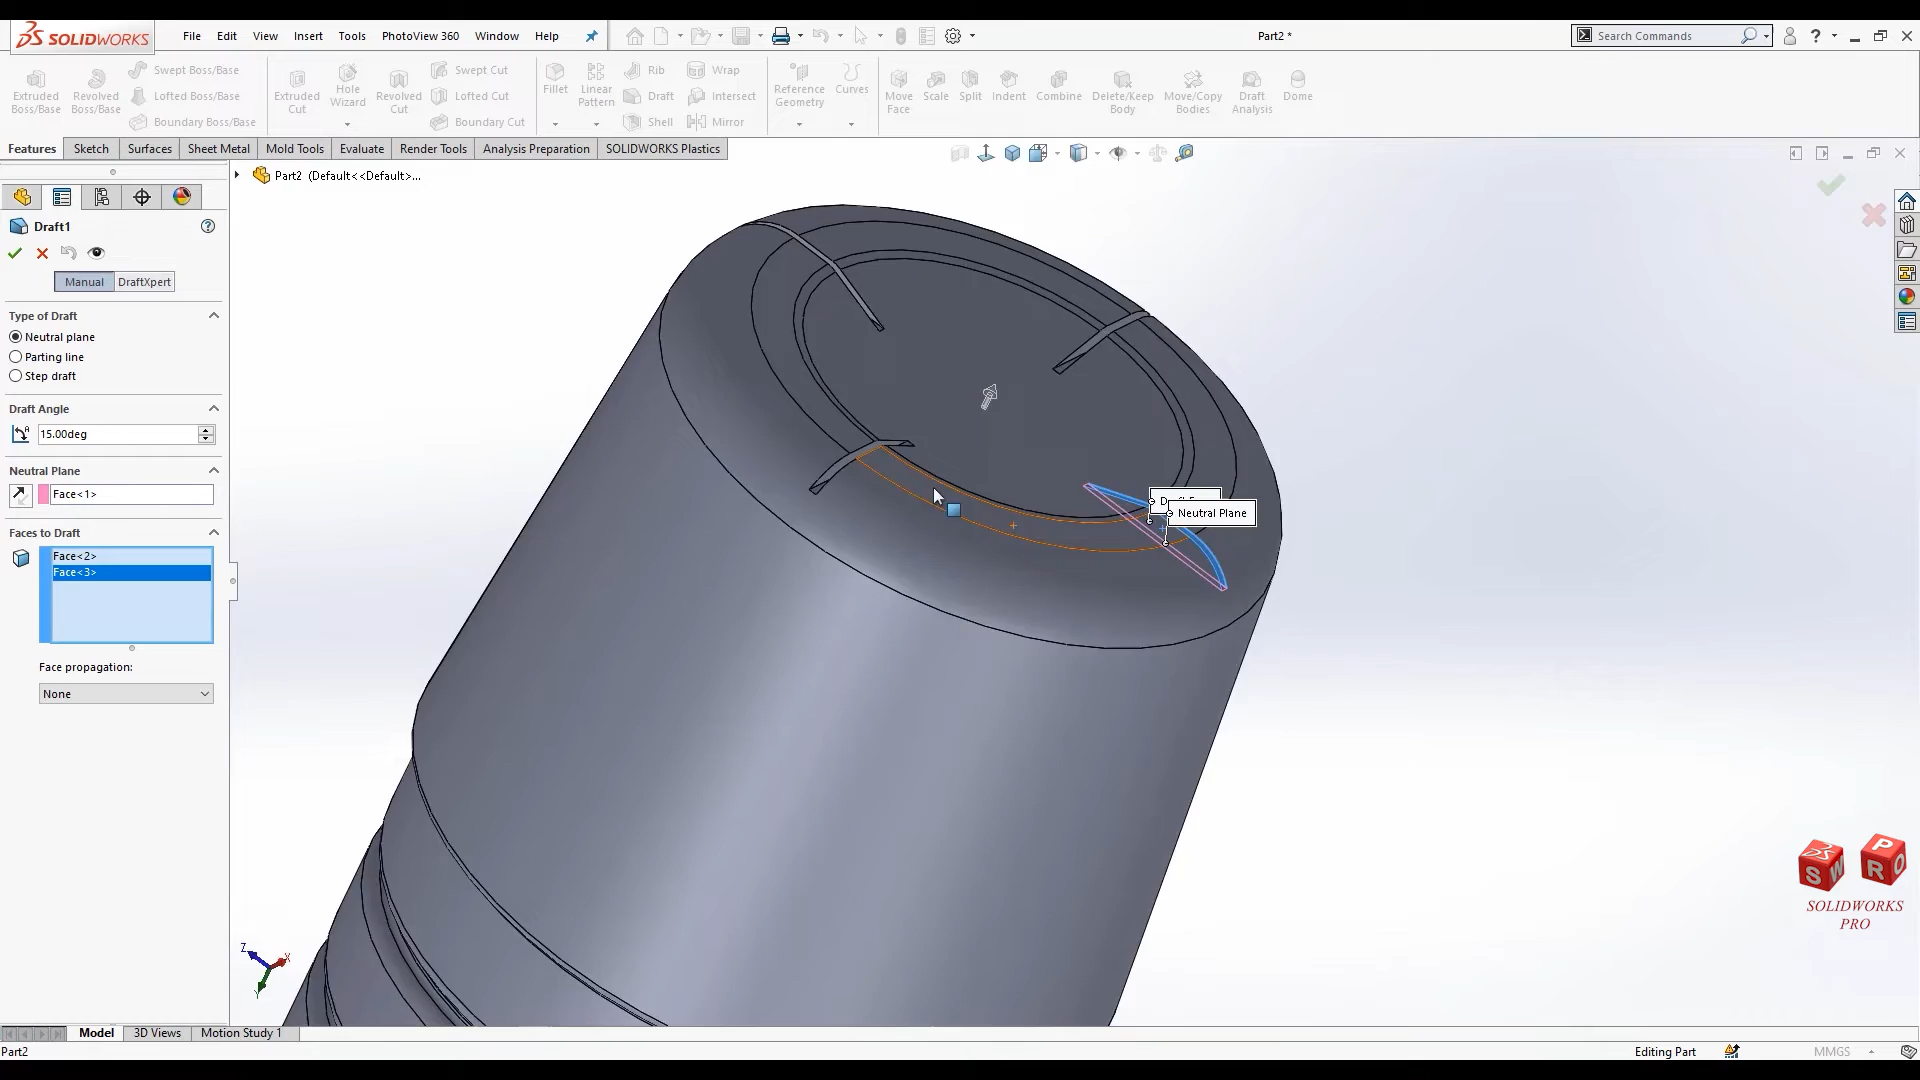 SOLIDWORKS
File Edit View Insert Tools PhotoView 360 Window Help
Part2 *
Search Commands
Extruded Boss/Base
Revolved Boss/Base
Swept Boss/Base
Lofted Boss/Base
Boundary Boss/Base
Extruded Cut
Hole Wizard
Revolved Cut
Swept Cut
Lofted Cut
Boundary Cut
Fillet
Linear Pattern
Rib
Draft
Shell
Wrap
Intersect
Mirror
Reference Geometry
Curves
Move Face
Scale
Split
Indent
Combine
Delete/Keep Body
Move/Copy Bodies
Draft Analysis
Dome
Features Sketch Surfaces Sheet Metal Mold Tools Evaluate Render Tools Analysis Preparation SOLIDWORKS Plastics
Part2 (Default<<Default>...
Draft1
Manual DraftXpert
Type of Draft
Neutral plane
Parting line
Step draft
Draft Angle
15.00deg
Neutral Plane
Face<1>
Faces to Draft
Face<2>
Face<3>
Face propagation:
None
Neutral Plane
Z X
Y
S W P R O
SOLIDWORKS
PRO
Model 3D Views Motion Study 1
Part2
Editing Part
MMGS